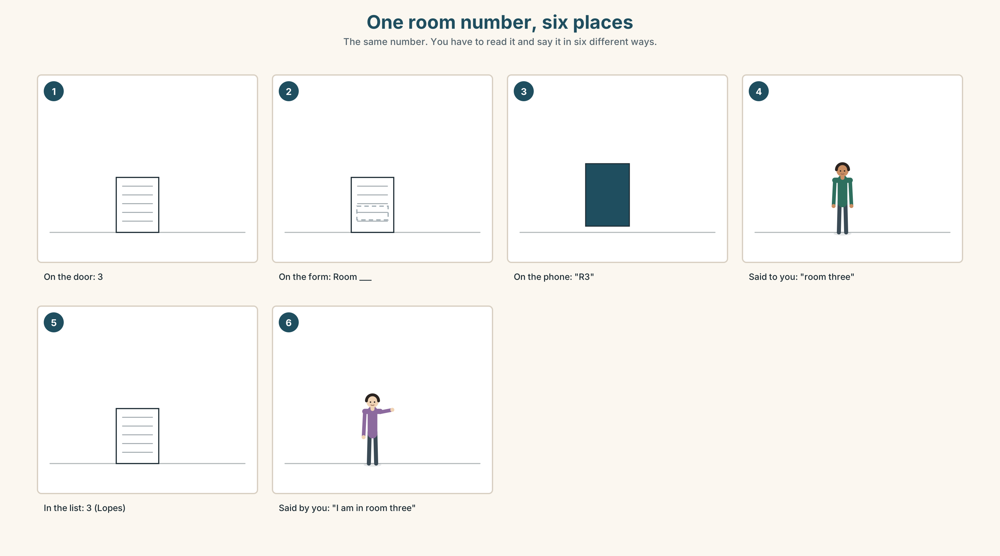 One room number, six places
The same number. You have to read it and say it in six different ways.
1
2
3
4
On the door: 3
On the form: Room ___
On the phone: "R3"
Said to you: "room three"
5
6
In the list: 3 (Lopes)
Said by you: "I am in room three"